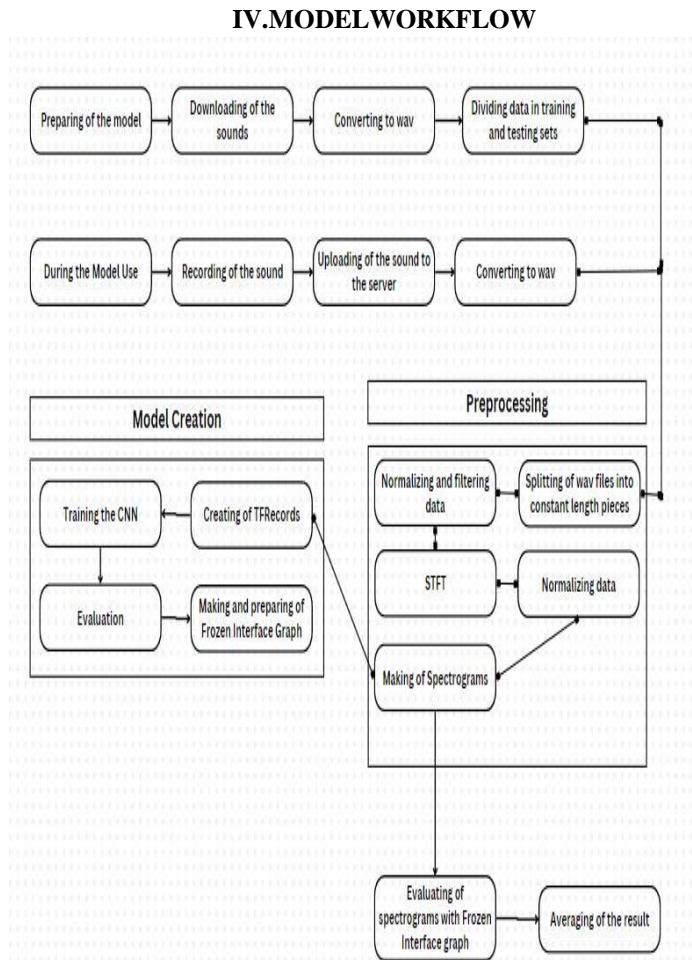 IV.MODELWORKFLOW
Preparing of the model
Downloading of the
sounds
Converting to wav
Dividing data in training
and testing sets
During the Model Use
Recording of the sound
Uploading of the sound to
the server
Converting to wav
Model Creation
Training the CNN
Creating of TFRecords
Evaluation
Making and preparing of
Frozen Interface Graph
Preprocessing
Normalizing and filtering
data
Splitting of wav files into
constant length pieces
STFT
Normalizing data
Making of Spectrograms
Evaluating of
spectrograms with Frozen
Interface graph
Averaging of the result